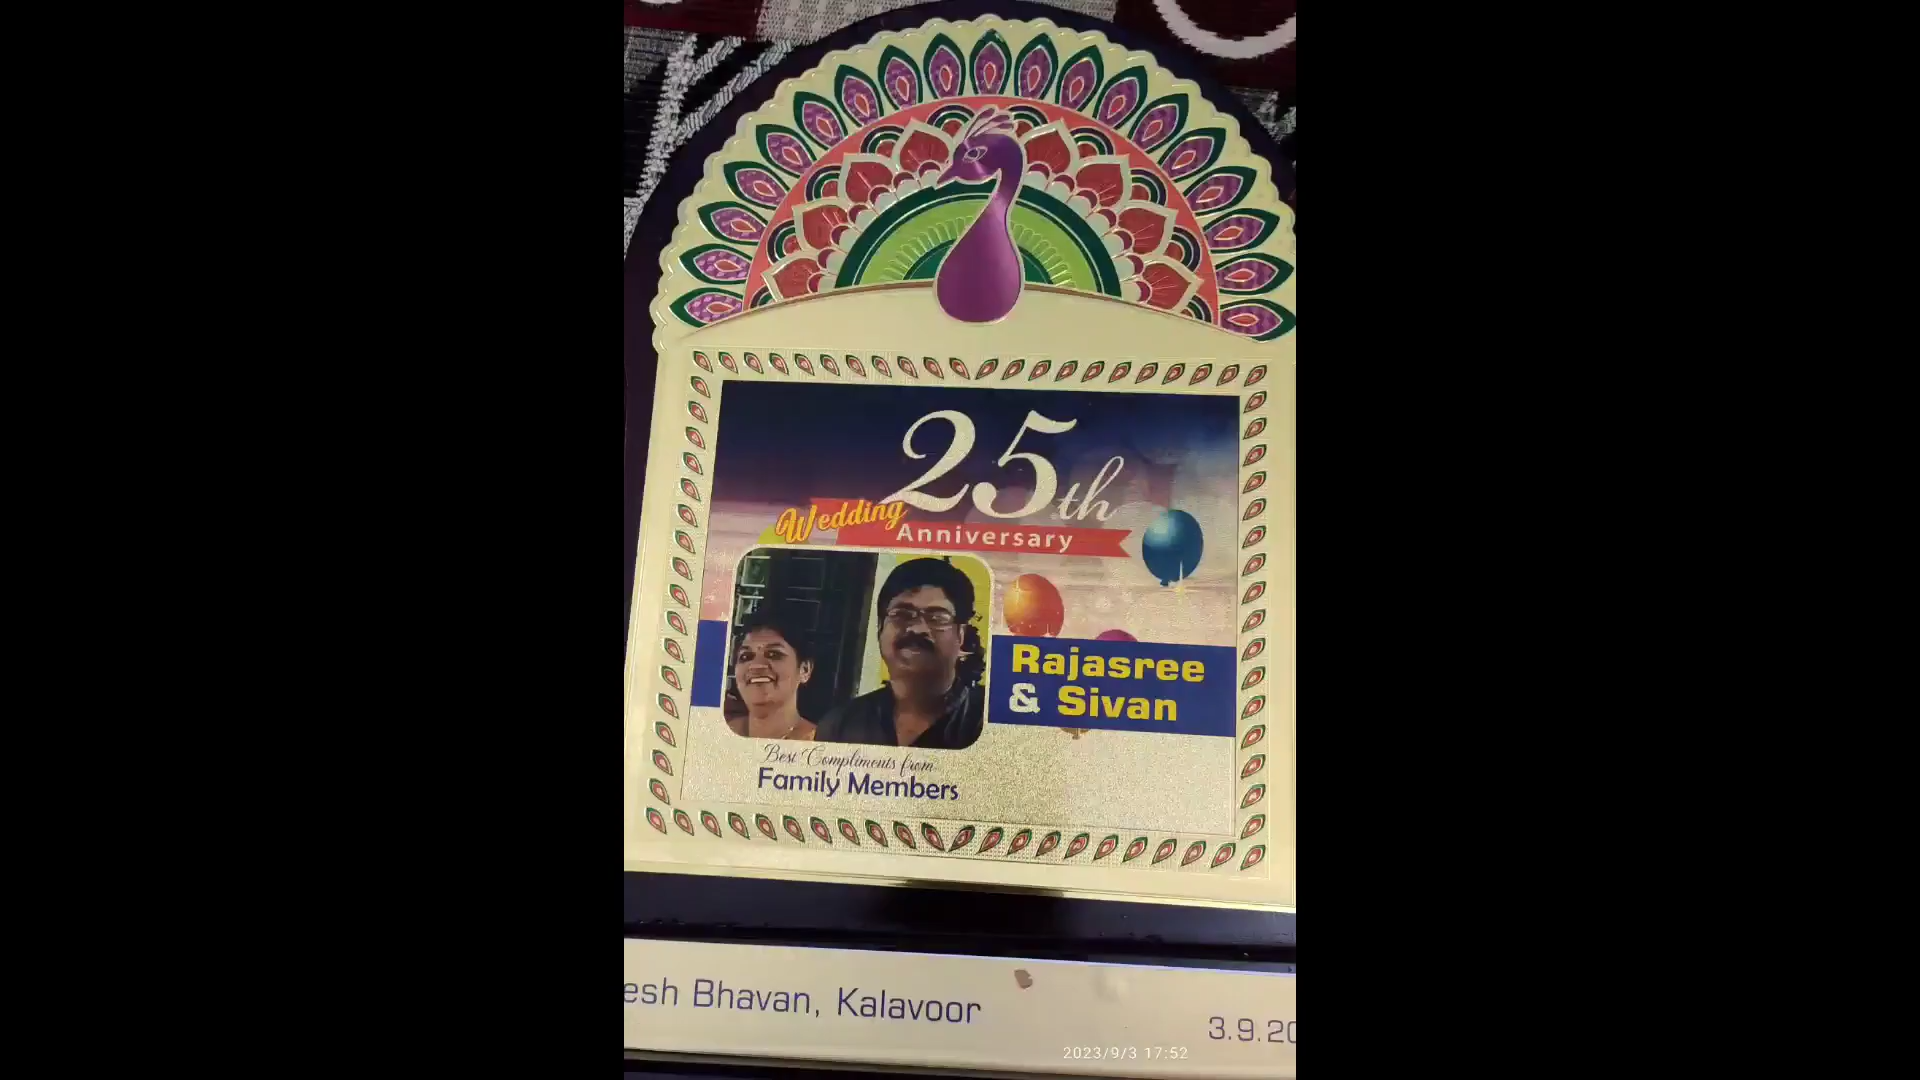 25th
Wedding
Anniversary
Rajasree
& Sivan
Best Compliments from
Family Members
esh Bhavan, Kalavoor
3.9.20
2023/9/3 17:52